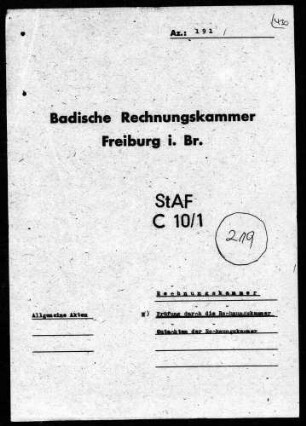 430
Az.: 191/
Badische Rechnungskammer
Freiburg i. Br.
StAF
C 10/1
219
Rechnungskammer
Allgemeine Akten
g) Prüfung durch die Rechnungskammer
Gutachten der Rechnungskammer